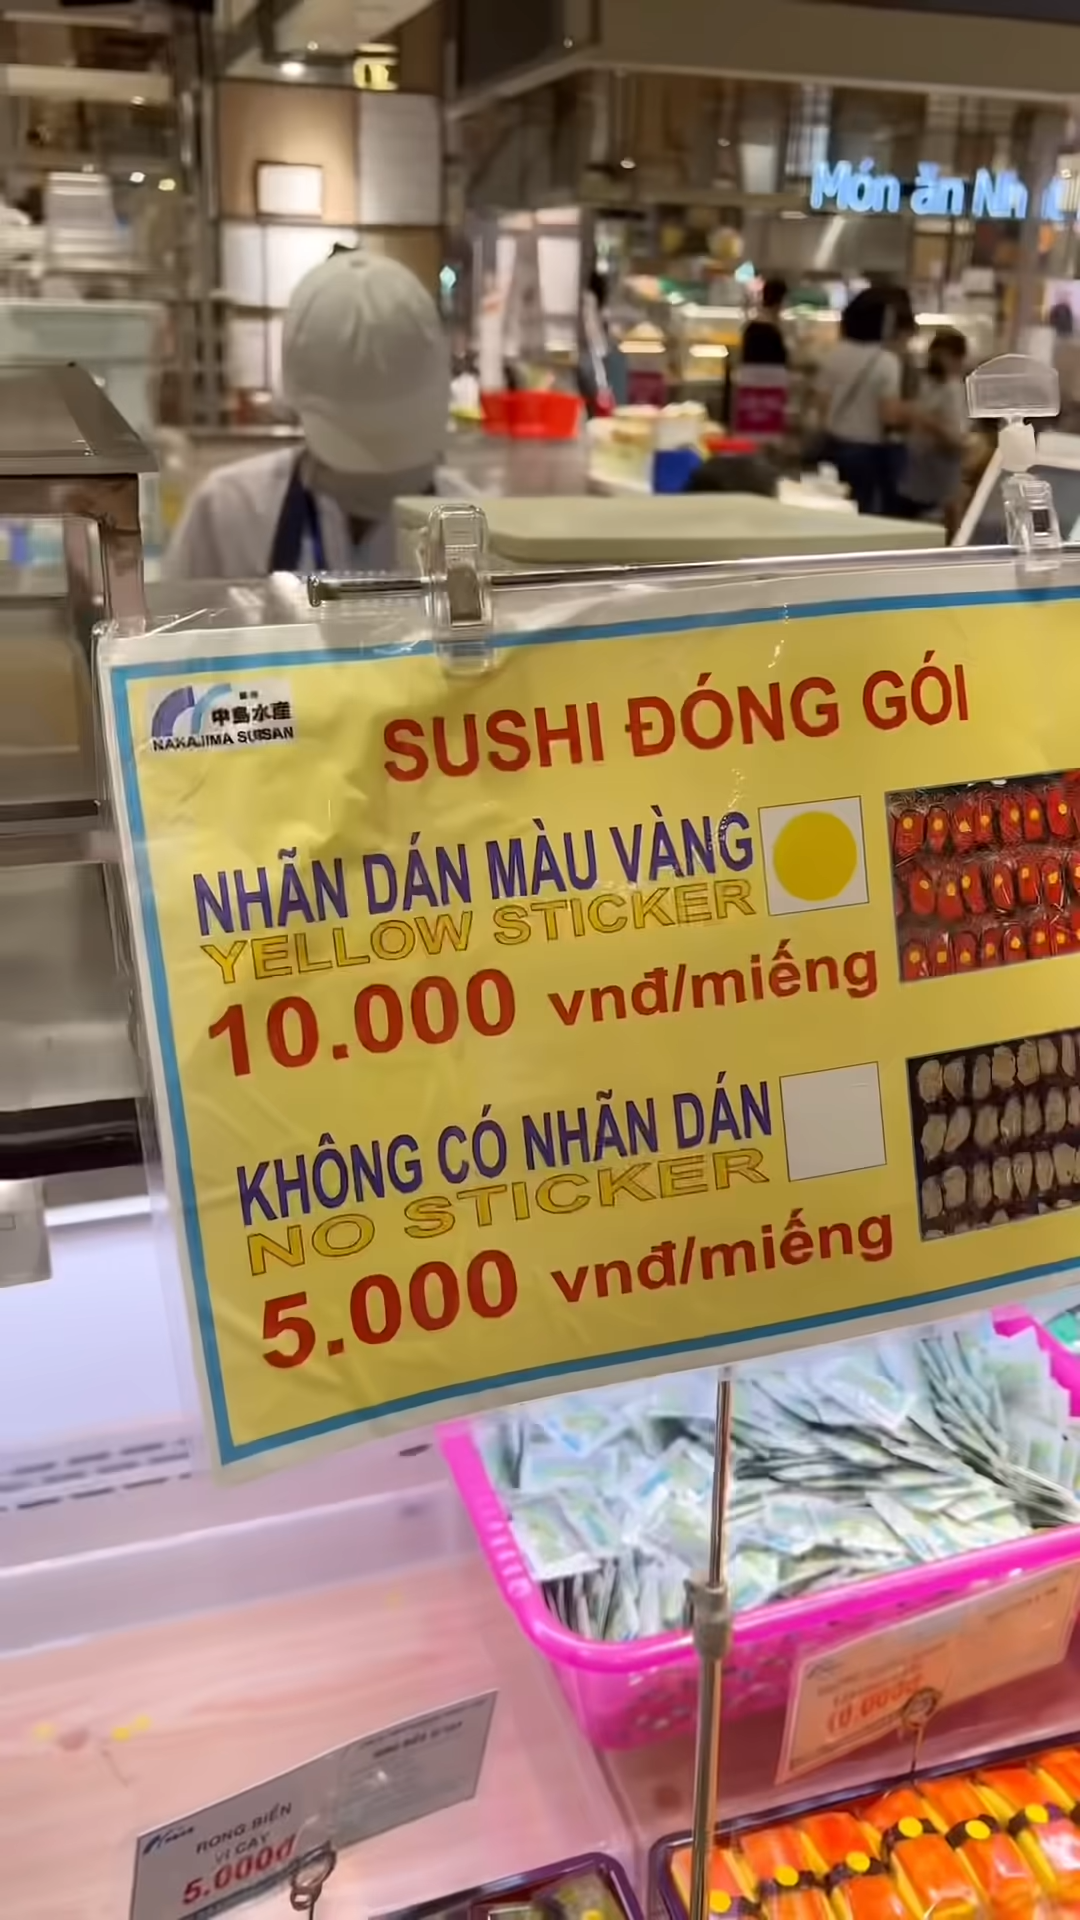 Món ăn Nh
中島水産
NAKAJIMA SUISAN
SUSHI ĐÓNG GÓI
NHÃN DÁN MÀU VÀNG
YELLOW STICKER
10.000 vnđ/miếng
KHÔNG CÓ NHÃN DÁN
NO STICKER
5.000 vnđ/miếng
RONG BIỂN
VỊ CAY
5.000đ